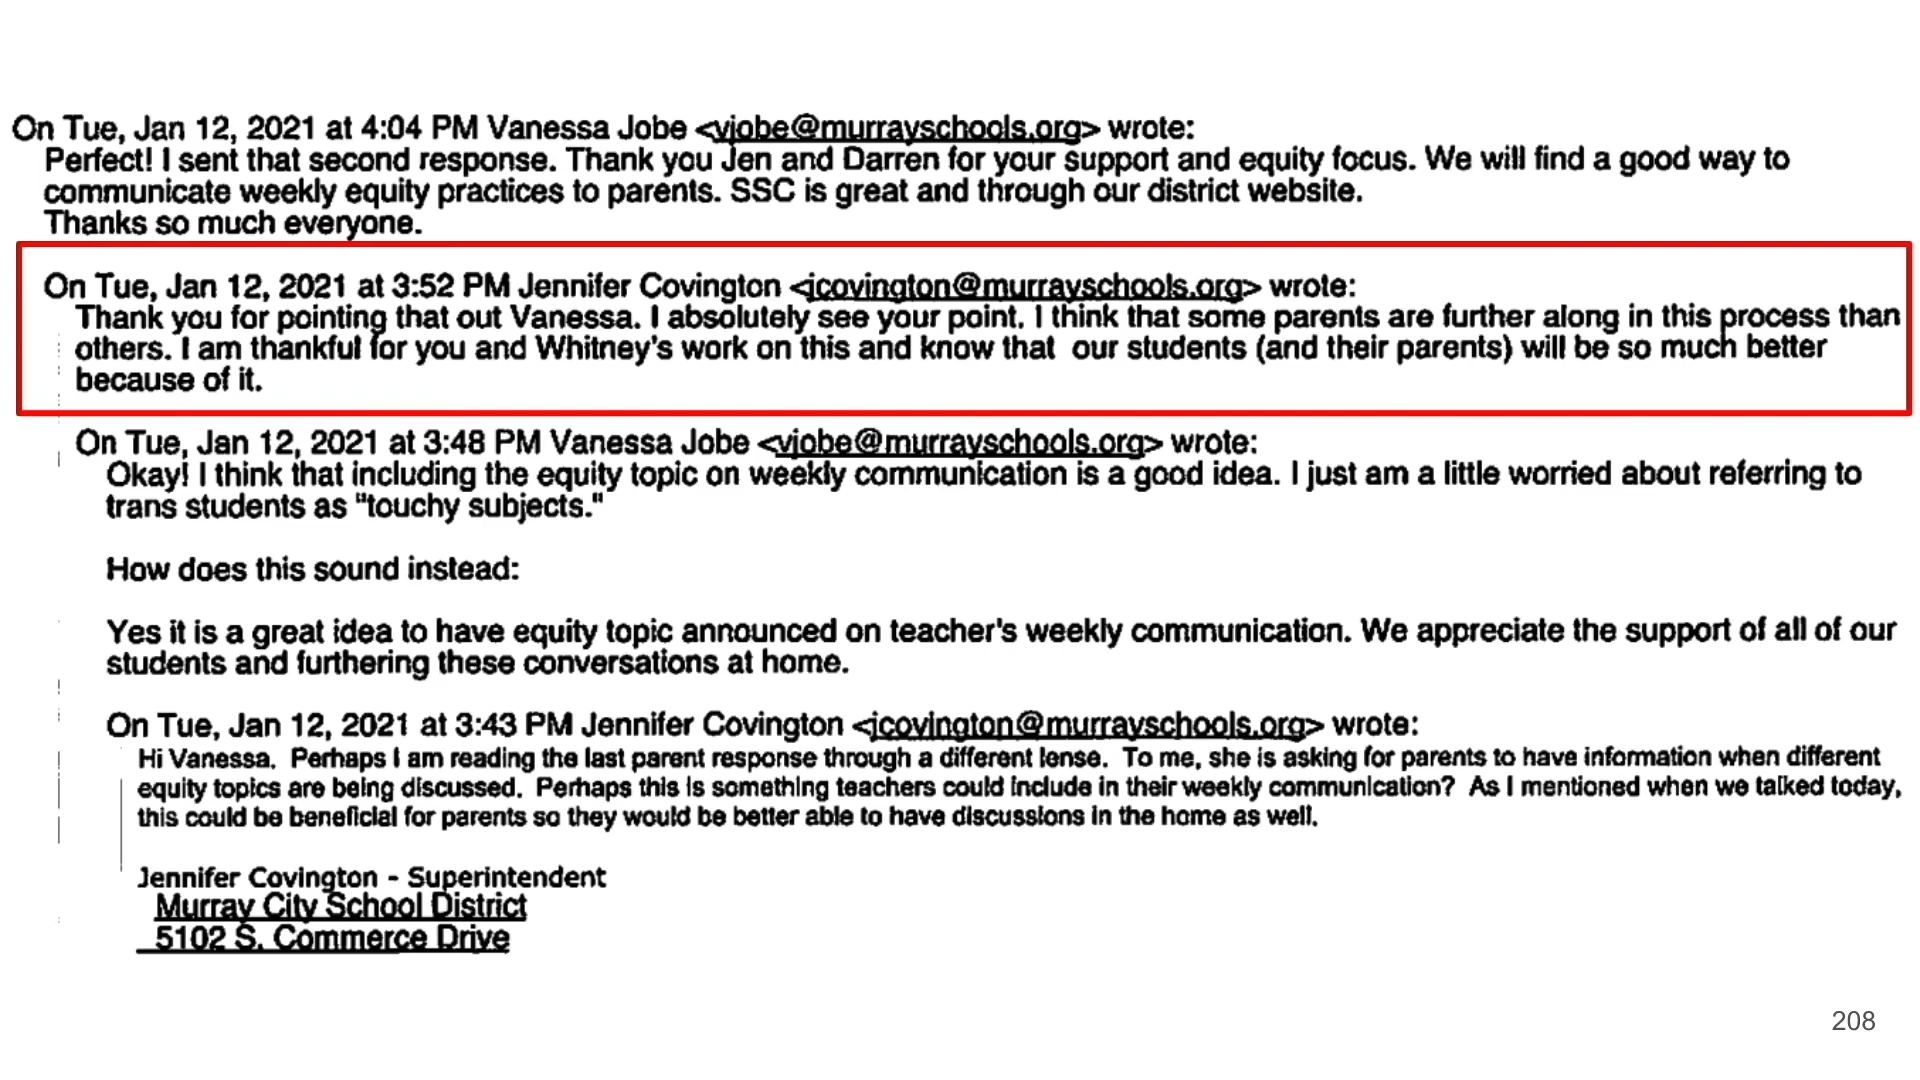 On Tue, Jan 12, 2021 at 4:04 PM Vanessa Jobe <vjobe@murrayschools.org> wrote:
Perfect! I sent that second response. Thank you Jen and Darren for your support and equity focus. We will find a good way to
communicate weekly equity practices to parents. SSC is great and through our district website.
Thanks so much everyone.
On Tue, Jan 12, 2021 at 3:52 PM Jennifer Covington <jcovington@murrayschools.org> wrote:
Thank you for pointing that out Vanessa. I absolutely see your point. I think that some parents are further along in this process than
others. I am thankful for you and Whitney's work on this and know that our students (and their parents) will be so much better
because of it.
On Tue, Jan 12, 2021 at 3:48 PM Vanessa Jobe <vjobe@murrayschools.org> wrote:
Okay! I think that including the equity topic on weekly communication is a good idea. I just am a little worried about referring to
trans students as "touchy subjects."
How does this sound instead:
Yes it is a great idea to have equity topic announced on teacher's weekly communication. We appreciate the support of all of our
students and furthering these conversations at home.
On Tue, Jan 12, 2021 at 3:43 PM Jennifer Covington <jcovington@murrayschools.org> wrote:
Hi Vanessa. Perhaps I am reading the last parent response through a different lense. To me, she is asking for parents to have information when different
equity topics are being discussed. Perhaps this is something teachers could include in their weekly communication? As I mentioned when we talked today,
this could be beneficial for parents so they would be better able to have discussions in the home as well.
Jennifer Covington - Superintendent
Murray City School District
5102 S. Commerce Drive
208